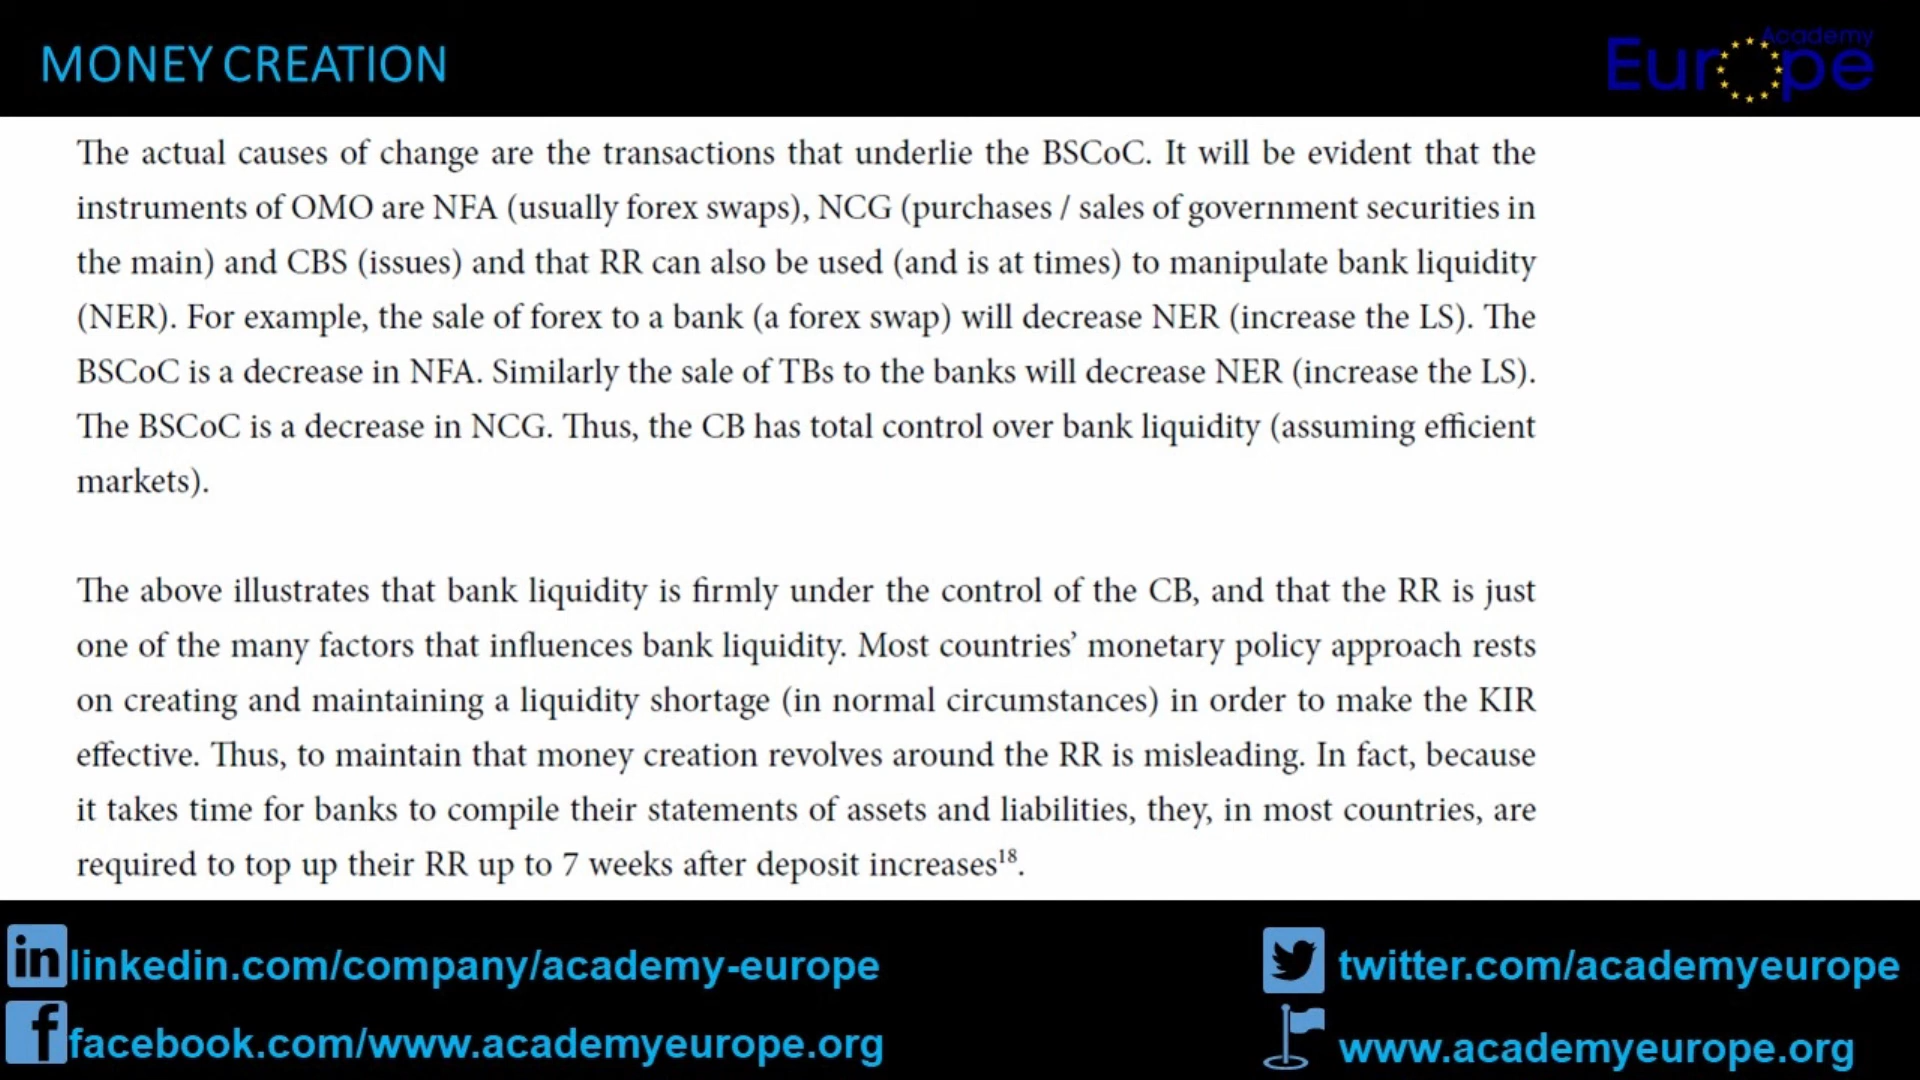 MONEY CREATION
Academy
Europe
The actual causes of change are the transactions that underlie the BSCoC. It will be evident that the
instruments of OMO are NFA (usually forex swaps), NCG (purchases / sales of government securities in
the main) and CBS (issues) and that RR can also be used (and is at times) to manipulate bank liquidity
(NER). For example, the sale of forex to a bank (a forex swap) will decrease NER (increase the LS). The
BSCoC is a decrease in NFA. Similarly the sale of TBs to the banks will decrease NER (increase the LS).
The BSCoC is a decrease in NCG. Thus, the CB has total control over bank liquidity (assuming efficient
markets).
The above illustrates that bank liquidity is firmly under the control of the CB, and that the RR is just
one of the many factors that influences bank liquidity. Most countries’ monetary policy approach rests
on creating and maintaining a liquidity shortage (in normal circumstances) in order to make the KIR
effective. Thus, to maintain that money creation revolves around the RR is misleading. In fact, because
it takes time for banks to compile their statements of assets and liabilities, they, in most countries, are
required to top up their RR up to 7 weeks after deposit increases¹⁸.
in linkedin.com/company/academy-europe
twitter.com/academyeurope
f facebook.com/www.academyeurope.org
www.academyeurope.org